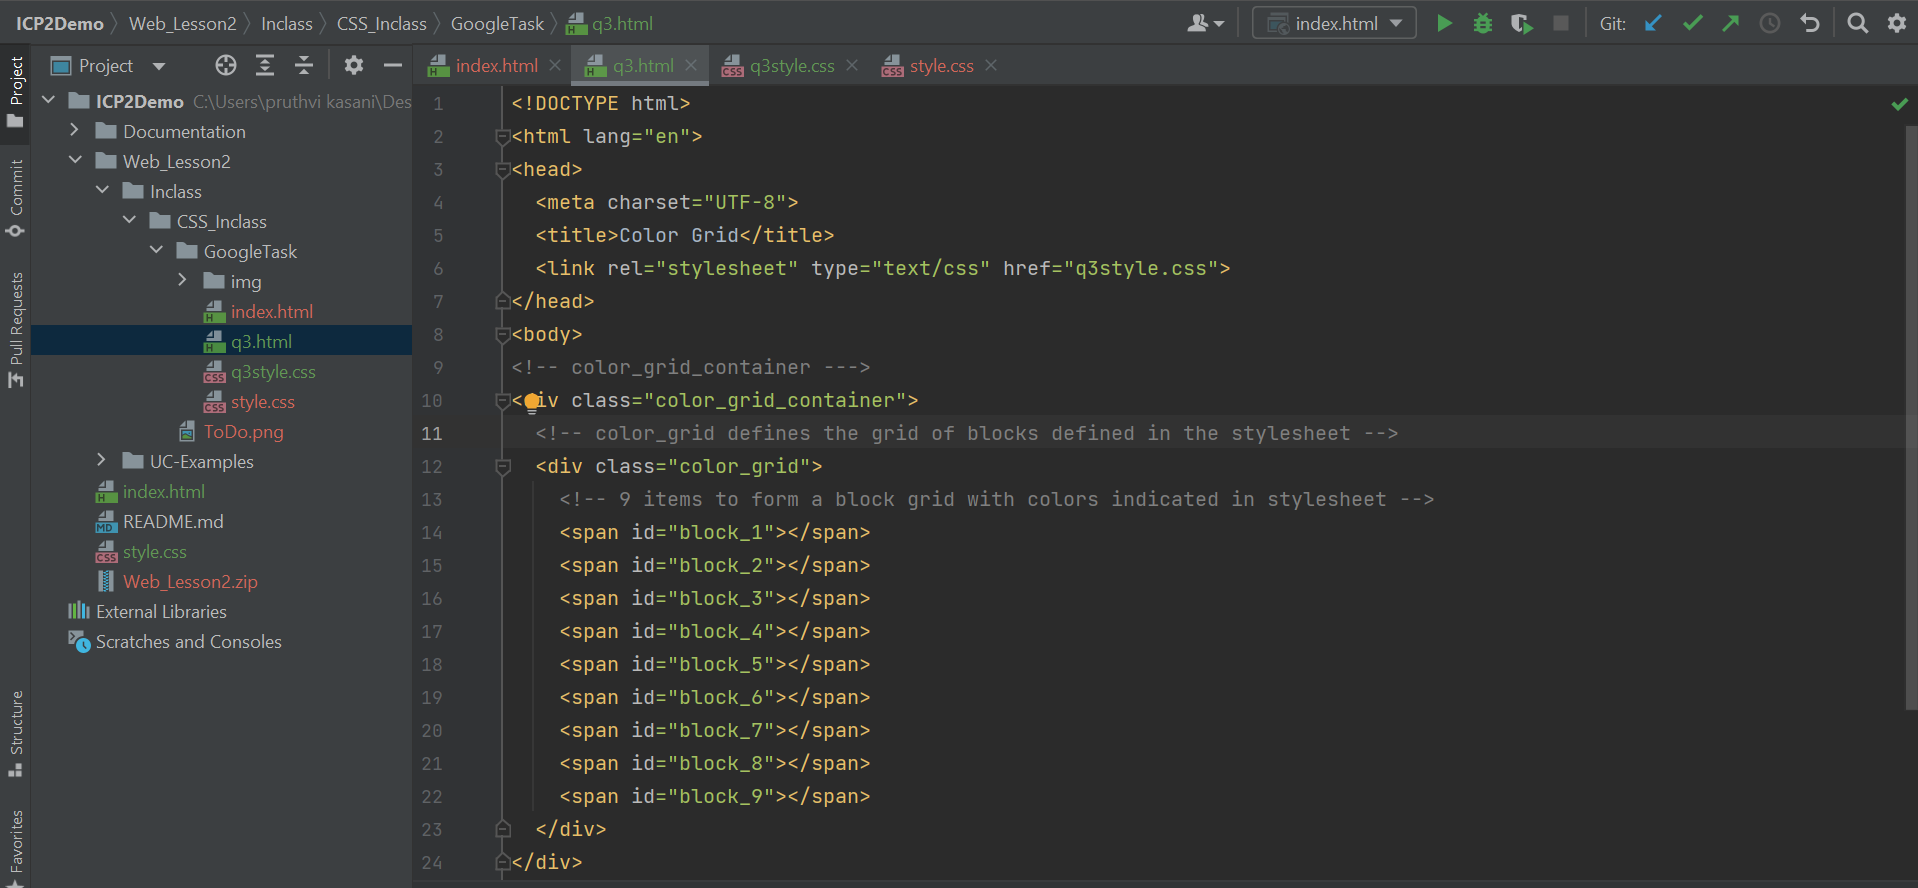 ICP2Demo Web_Lesson2 Inclass CSS_Inclass GoogleTask q3.html index.html Git:
Project index.html q3.html q3style.css style.css
Project
Commit
Pull Requests
Structure
Favorites
ICP2Demo C:\Users\pruthvi kasani\Des
Documentation
Web_Lesson2
Inclass
CSS_Inclass
GoogleTask
img
index.html
q3.html
q3style.css
style.css
ToDo.png
UC-Examples
index.html
README.md
style.css
Web_Lesson2.zip
External Libraries
Scratches and Consoles
1 <!DOCTYPE html>
2 <html lang="en">
3 <head>
4 <meta charset="UTF-8">
5 <title>Color Grid</title>
6 <link rel="stylesheet" type="text/css" href="q3style.css">
7 </head>
8 <body>
9 <!-- color_grid_container --->
10 <div class="color_grid_container">
11 <!-- color_grid defines the grid of blocks defined in the stylesheet -->
12 <div class="color_grid">
13 <!-- 9 items to form a block grid with colors indicated in stylesheet -->
14 <span id="block_1"></span>
15 <span id="block_2"></span>
16 <span id="block_3"></span>
17 <span id="block_4"></span>
18 <span id="block_5"></span>
19 <span id="block_6"></span>
20 <span id="block_7"></span>
21 <span id="block_8"></span>
22 <span id="block_9"></span>
23 </div>
24 </div>